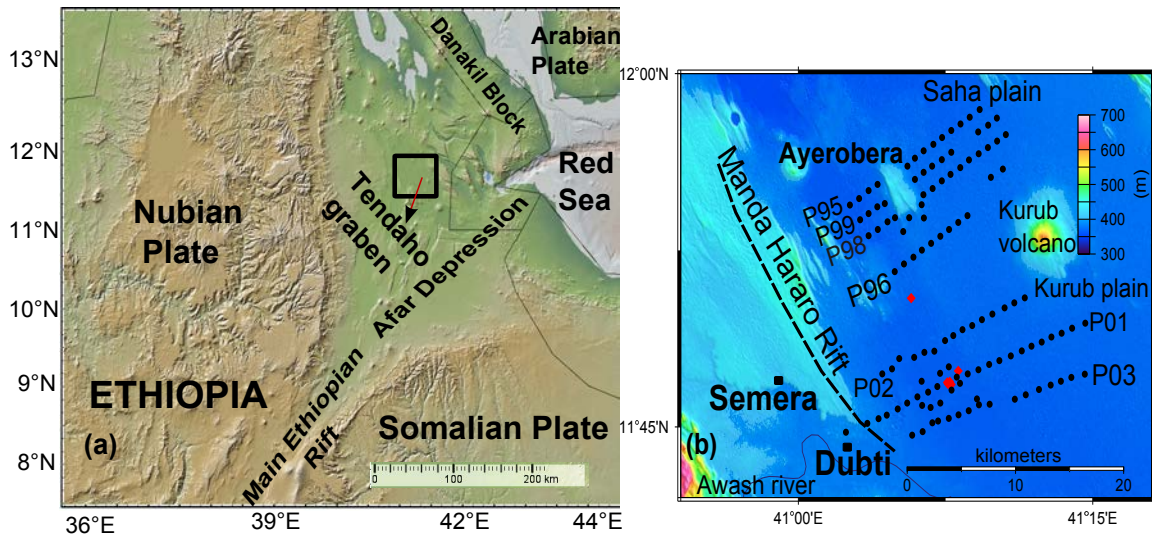 13°N
12°N
11°N
10°N
9°N
8°N
36°E
39°E
42°E
44°E
Arabian
Plate
Danakil Block
Red
Sea
Nubian
Plate
Tendaho
graben
Afar Depression
ETHIOPIA
Main Ethiopian
Rift
Somalian Plate
(a)
0 100 200 km
12°00'N
11°45'N
41°00'E
41°15'E
Saha plain
Ayerobera
700
600
500
400
300
(m)
Manda Hararo Rift
P95
P99
P98
P96
Kurub
volcano
Kurub plain
P01
P02
P03
Semera
Dubti
(b)
Awash river
kilometers
0 10 20